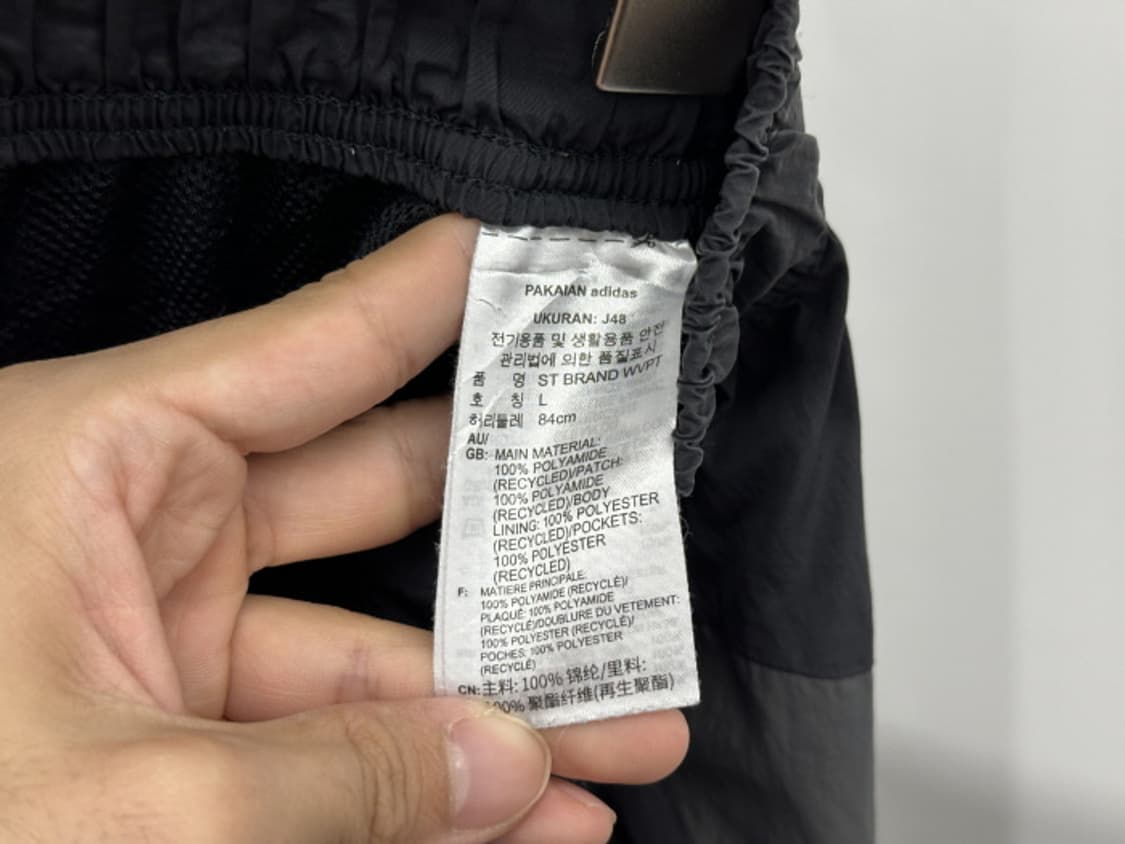 PAKAIAN adidas
UKURAN: J48
전기용품 및 생활용품 안전
관리법에 의한 품질표시
품 명 ST BRAND WVPT
호 칭 L
허리둘레 84cm
AU/
GB: MAIN MATERIAL:
100% POLYAMIDE
(RECYCLED)/PATCH:
100% POLYAMIDE
(RECYCLED)/BODY
LINING: 100% POLYESTER
(RECYCLED)/POCKETS:
100% POLYESTER
(RECYCLED)
F: MATIERE PRINCIPALE:
100% POLYAMIDE (RECYCLÉ)/
PLAQUÉ: 100% POLYAMIDE
(RECYCLÉ)/DOUBLURE DU VETEMENT:
100% POLYESTER (RECYCLÉ)/
POCHES: 100% POLYESTER
(RECYCLÉ)
CN: 主料: 100% 锦纶/里料:
100% 聚酯纤维(再生聚酯)